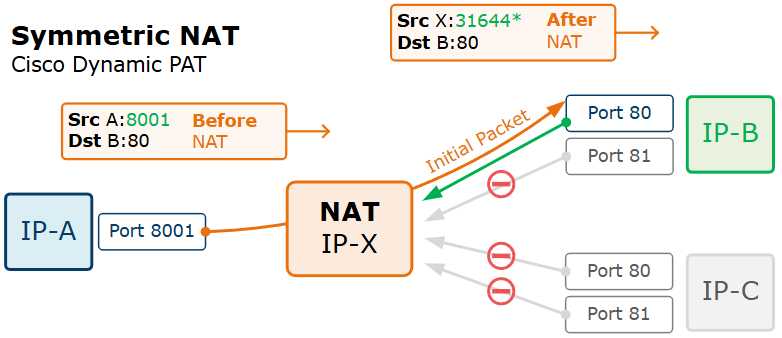 Symmetric NAT
Cisco Dynamic PAT
Src X:31644* After
Dst B:80 NAT
Src A:8001 Before
Dst B:80 NAT
Initial Packet
IP-A
Port 8001
NAT
IP-X
Port 80
Port 81
IP-B
Port 80
Port 81
IP-C